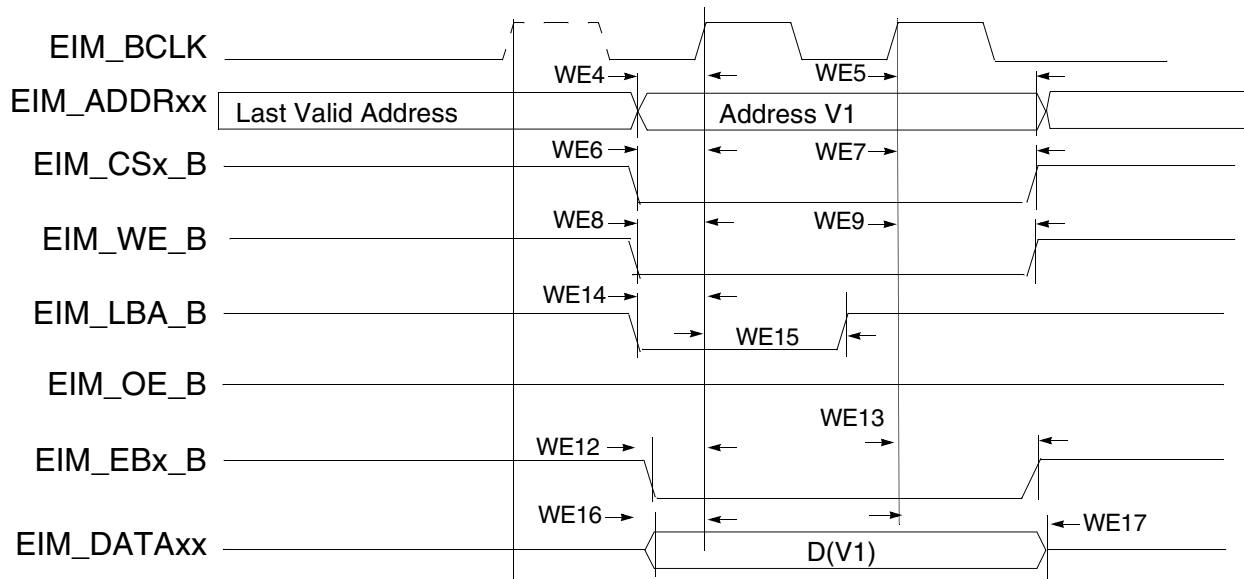 EIM_BCLK
WE4
WE5
EIM_ADDRxx
Last Valid Address
Address V1
WE6
WE7
EIM_CSx_B
WE8
WE9
EIM_WE_B
WE14
EIM_LBA_B
WE15
EIM_OE_B
WE13
WE12
EIM_EBx_B
WE16
WE17
EIM_DATAxx
D(V1)